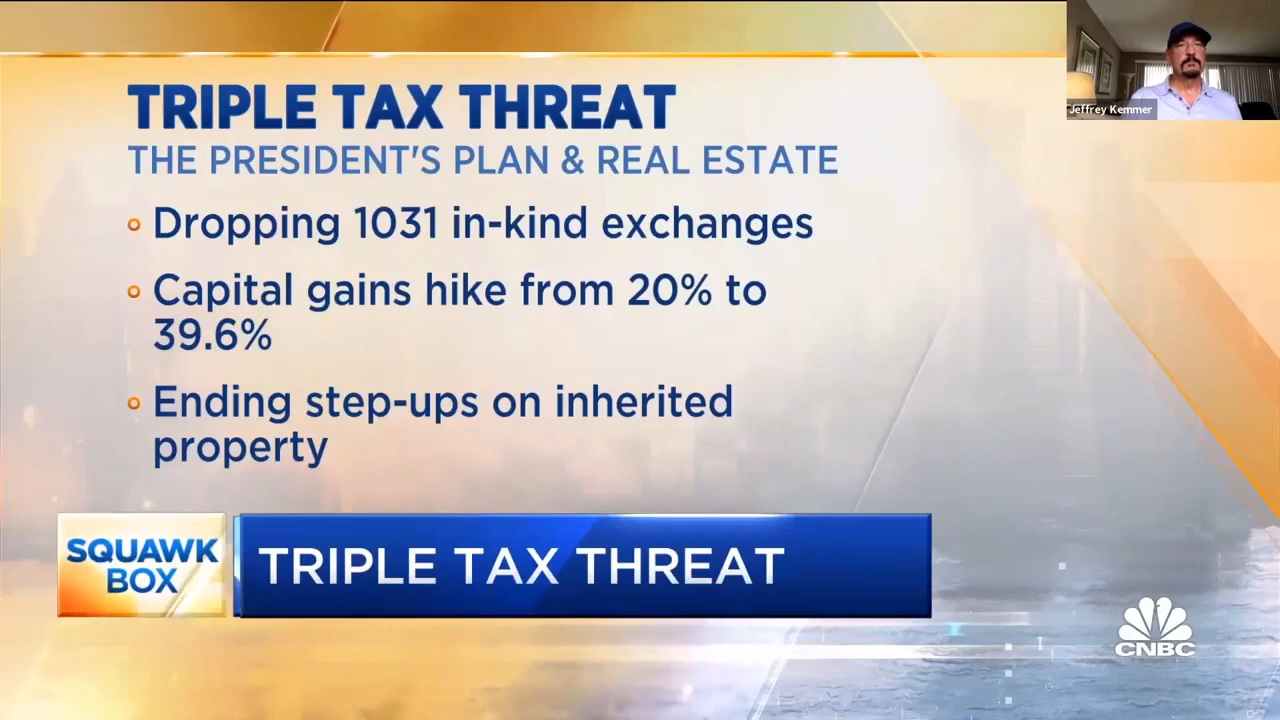 TRIPLE TAX THREAT
THE PRESIDENT'S PLAN & REAL ESTATE
Dropping 1031 in-kind exchanges
Capital gains hike from 20% to
39.6%
Ending step-ups on inherited
property
SQUAWK
BOX
TRIPLE TAX THREAT
CNBC
Jeffrey Kemmer